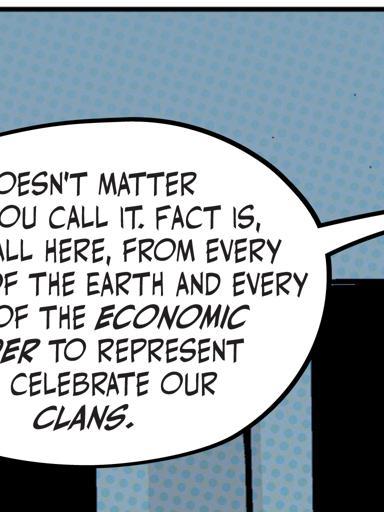 OESN'T MATTER
OU CALL IT. FACT IS,
ALL HERE, FROM EVERY
OF THE EARTH AND EVERY
OF THE ECONOMIC
ER TO REPRESENT
CELEBRATE OUR
CLANS.